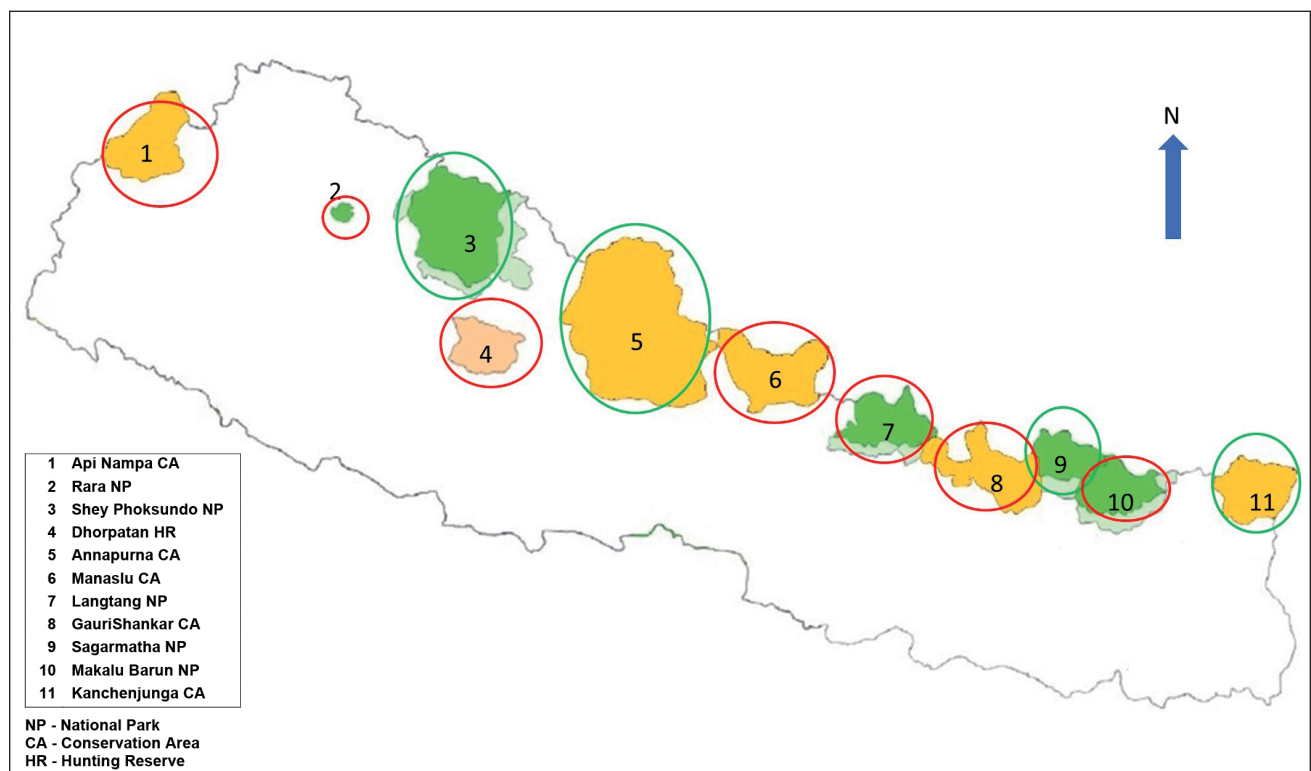 N
1
2
3
4
5
6
7
8
9
10
11
1 Api Nampa CA
2 Rara NP
3 Shey Phoksundo NP
4 Dhorpatan HR
5 Annapurna CA
6 Manaslu CA
7 Langtang NP
8 GauriShankar CA
9 Sagarmatha NP
10 Makalu Barun NP
11 Kanchenjunga CA
NP - National Park
CA - Conservation Area
HR - Hunting Reserve